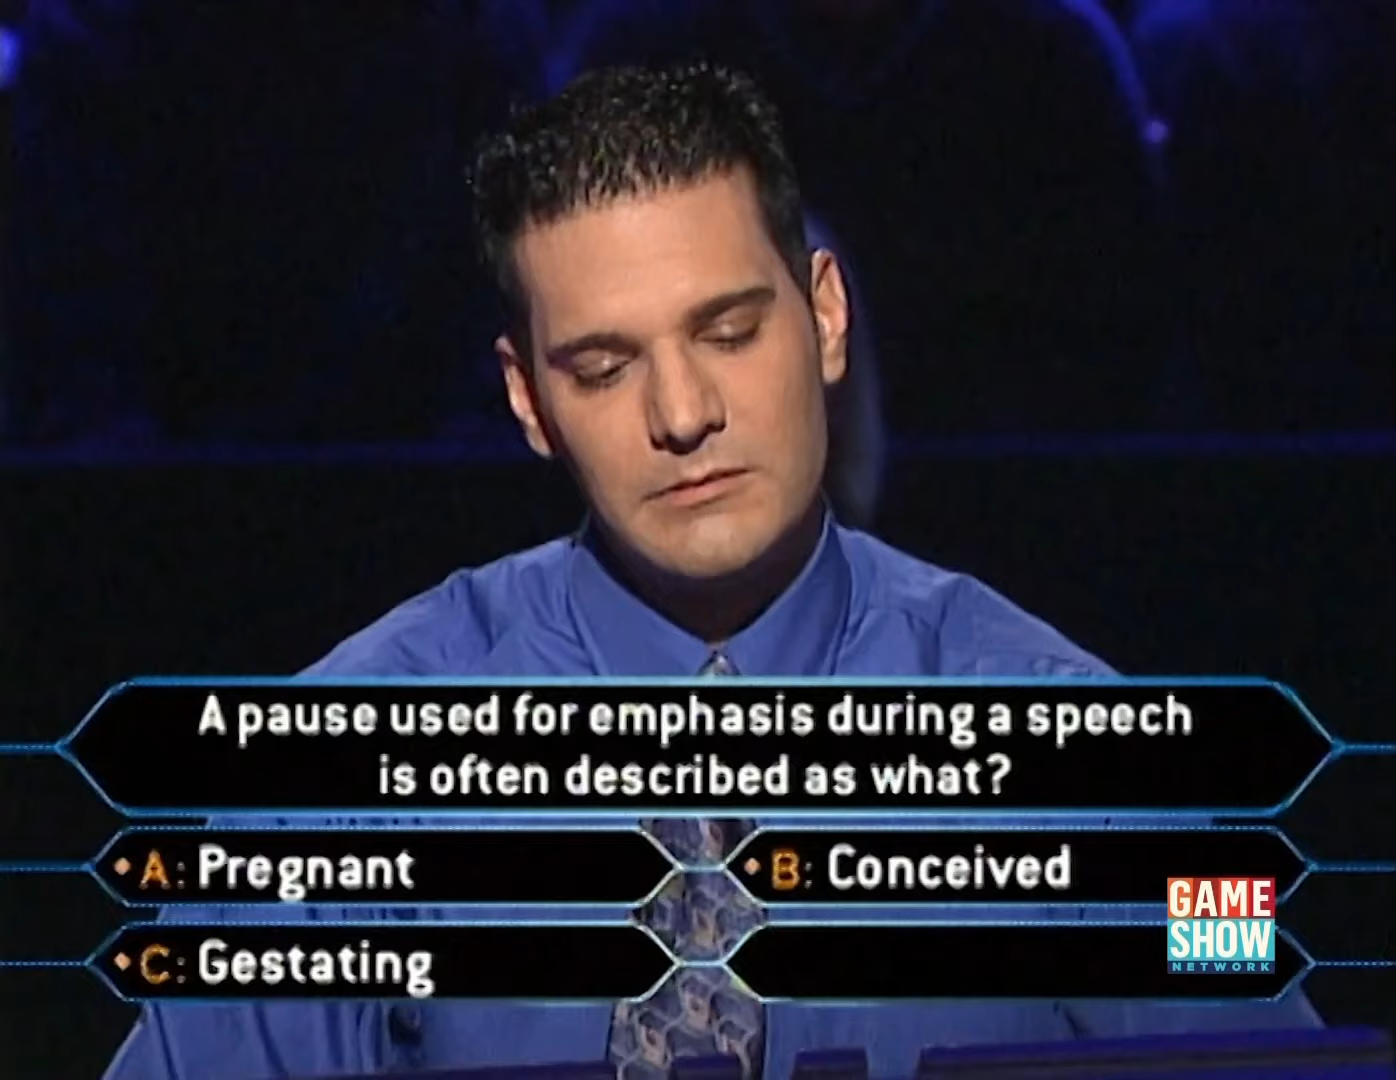 A pause used for emphasis during a speech
is often described as what?
A: Pregnant
B: Conceived
C: Gestating
GAME
SHOW
NETWORK